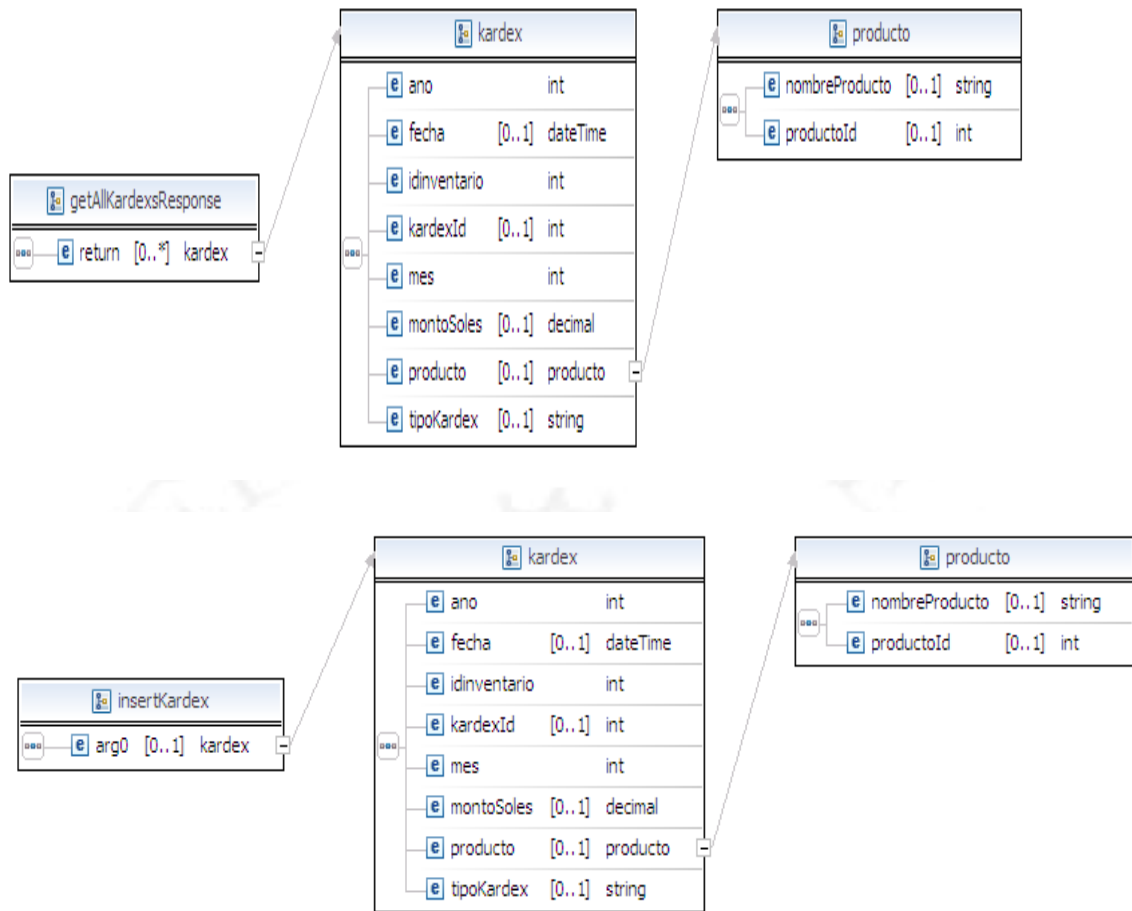 kardex
ano int
fecha [0..1] dateTime
idinventario int
kardexId [0..1] int
mes int
montoSoles [0..1] decimal
producto [0..1] producto
tipoKardex [0..1] string
producto
nombreProducto [0..1] string
productoId [0..1] int
getAllKardexsResponse
return [0..*] kardex
kardex
ano int
fecha [0..1] dateTime
idinventario int
kardexId [0..1] int
mes int
montoSoles [0..1] decimal
producto [0..1] producto
tipoKardex [0..1] string
producto
nombreProducto [0..1] string
productoId [0..1] int
insertKardex
arg0 [0..1] kardex